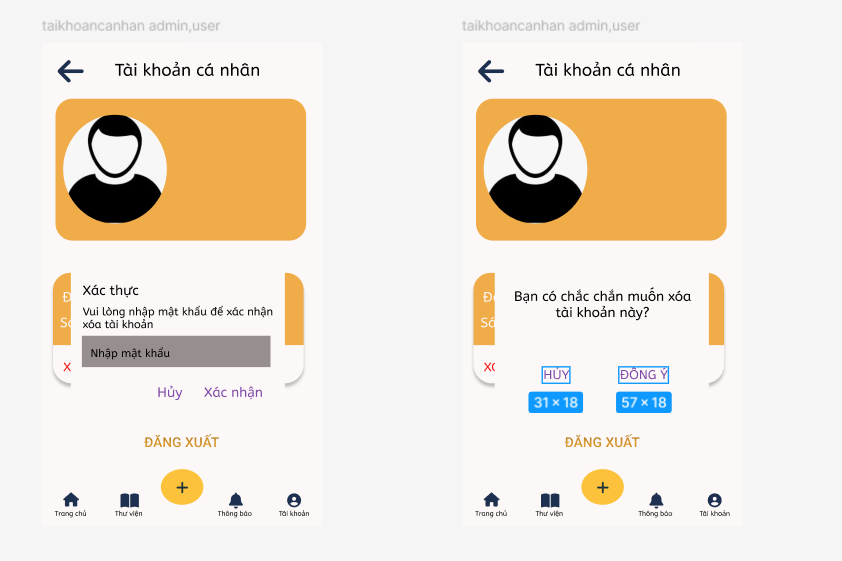 taikhoancanhan admin,user
Tài khoản cá nhân
Xác thực
Vui lòng nhập mật khẩu để xác nhận
xóa tài khoản
Nhập mật khẩu
Hủy Xác nhận
ĐĂNG XUẤT
+
Trang chủ Thư viện Thông báo Tài khoản
taikhoancanhan admin,user
Tài khoản cá nhân
Bạn có chắc chắn muốn xóa
tài khoản này?
HỦY ĐỒNG Ý
31 × 18 57 × 18
ĐĂNG XUẤT
+
Trang chủ Thư viện Thông báo Tài khoản